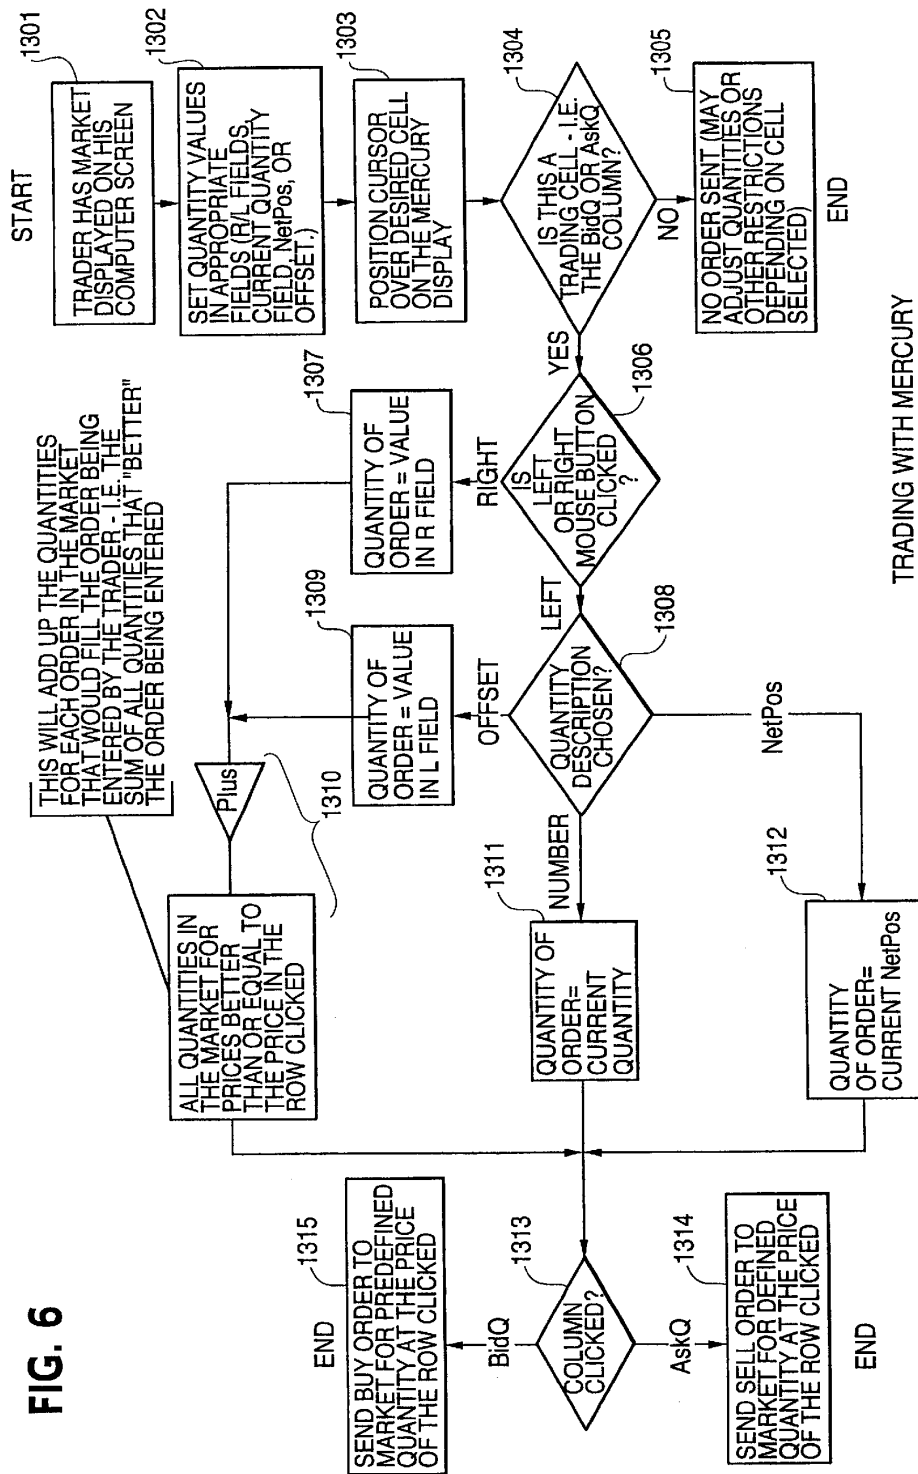 FIG. 6
START
1301
TRADER HAS MARKET
DISPLAYED ON HIS
COMPUTER SCREEN
1302
SET QUANTITY VALUES
IN APPROPRIATE
FIELDS (R/L FIELDS,
CURRENT QUANTITY
FIELD, NetPos, OR
OFFSET.)
1303
POSITION CURSOR
OVER DESIRED CELL
ON THE MERCURY
DISPLAY
1304
IS THIS A
TRADING CELL - I.E.
THE BidQ OR AskQ
COLUMN?
NO
1305
NO ORDER SENT (MAY
ADJUST QUANTITIES OR
OTHER RESTRICTIONS
DEPENDING ON CELL
SELECTED)
END
YES
1306
IS
LEFT
OR RIGHT
MOUSE BUTTON
CLICKED
?
RIGHT
1307
QUANTITY OF
ORDER = VALUE
IN R FIELD
LEFT
1308
QUANTITY
DESCRIPTION
CHOSEN?
OFFSET
1309
QUANTITY OF
ORDER = VALUE
IN L FIELD
Plus
1310
THIS WILL ADD UP THE QUANTITIES
FOR EACH ORDER IN THE MARKET
THAT WOULD FILL THE ORDER BEING
ENTERED BY THE TRADER - I.E. THE
SUM OF ALL QUANTITIES THAT "BETTER"
THE ORDER BEING ENTERED
ALL QUANTITIES IN
THE MARKET FOR
PRICES BETTER
THAN OR EQUAL TO
THE PRICE IN THE
ROW CLICKED
NUMBER
1311
QUANTITY OF
ORDER=
CURRENT
QUANTITY
NetPos
1312
QUANTITY
OF ORDER=
CURRENT NetPos
1313
COLUMN
CLICKED?
BidQ
1315
SEND BUY ORDER TO
MARKET FOR PREDEFINED
QUANTITY AT THE PRICE
OF THE ROW CLICKED
END
AskQ
1314
SEND SELL ORDER TO
MARKET FOR DEFINED
QUANTITY AT THE PRICE
OF THE ROW CLICKED
END
TRADING WITH MERCURY